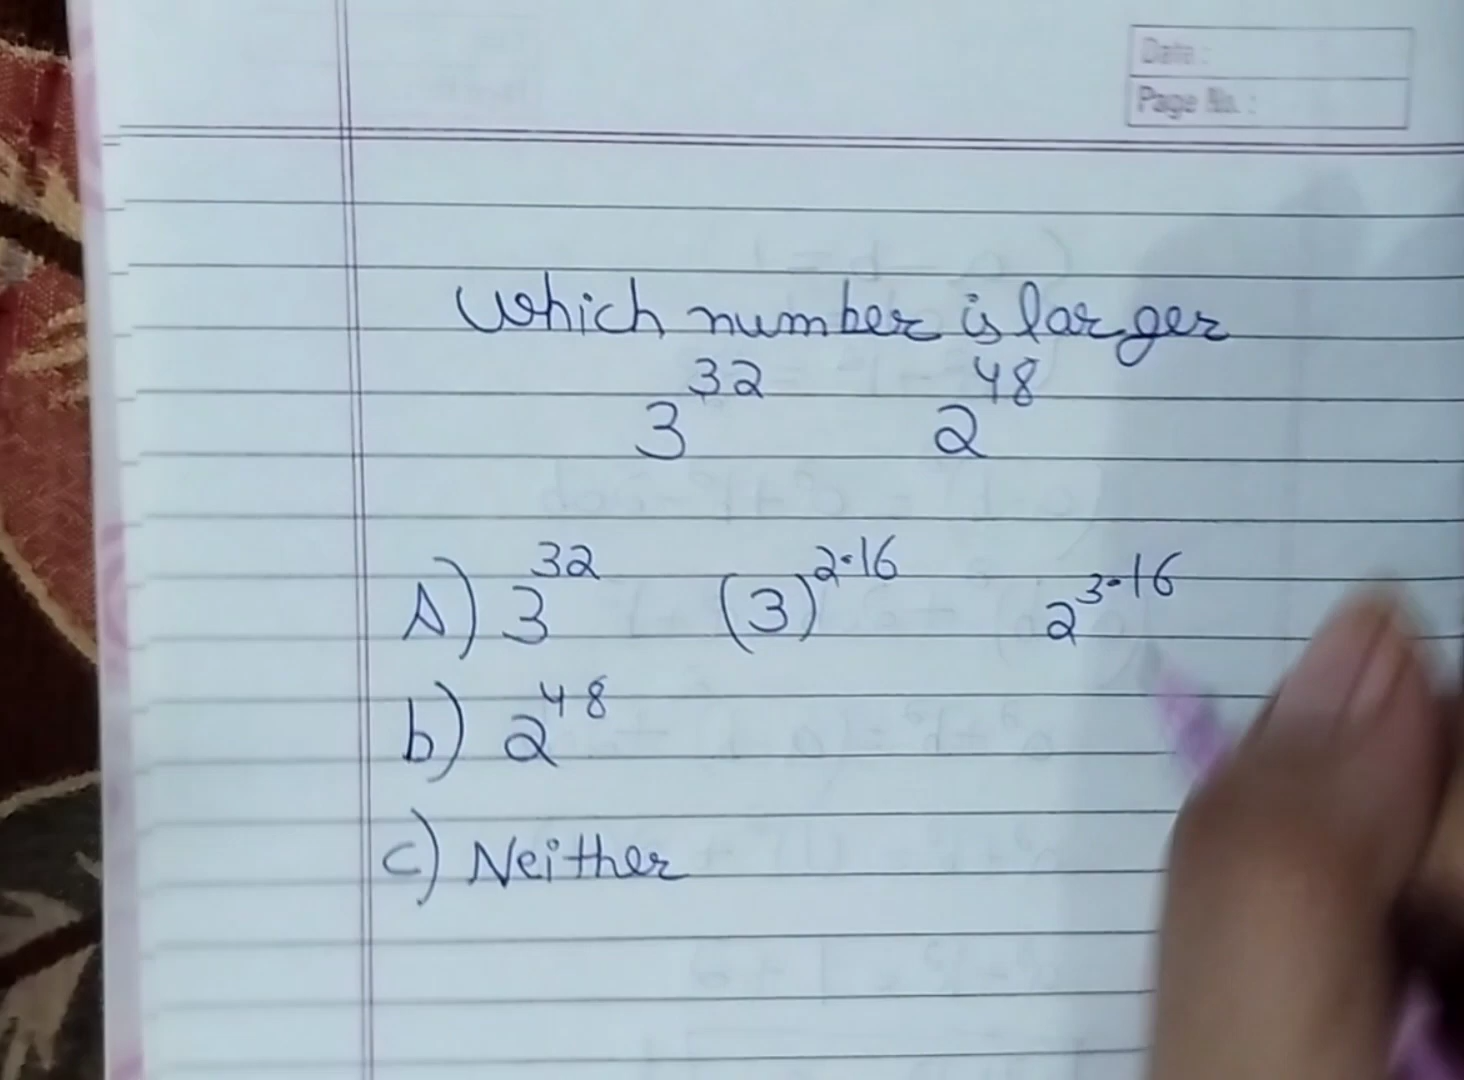 Date :
Page No. :
Which number is larger
3^32 2^48
A) 3^32 (3)^2·16 2^3·16
b) 2^48
c) Neither